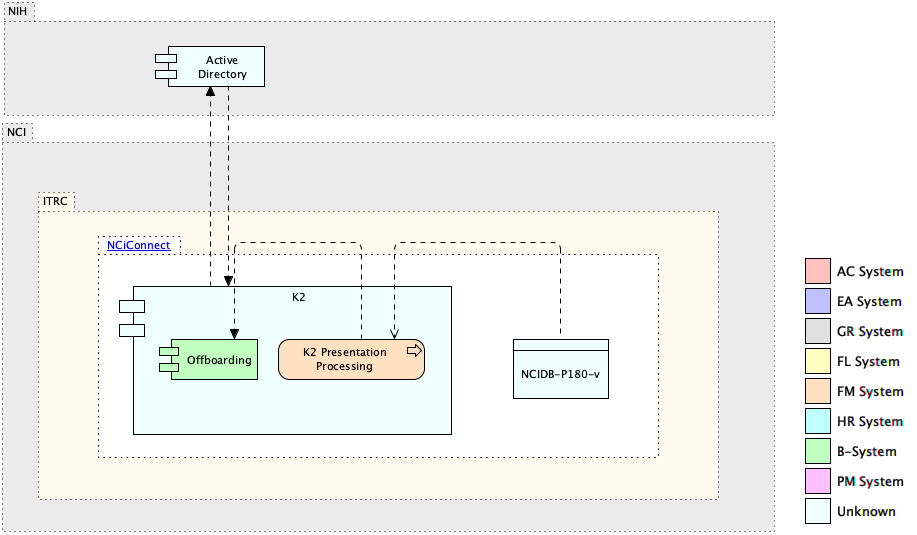 NIH
Active
Directory
NCI
ITRC
NCiConnect
K2
Offboarding
K2 Presentation
Processing
NCIDB-P180-v
AC System
EA System
GR System
FL System
FM System
HR System
B-System
PM System
Unknown